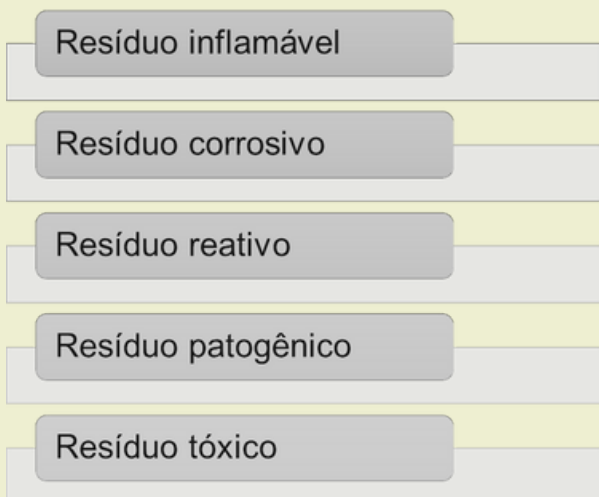 Resíduo inflamável
Resíduo corrosivo
Resíduo reativo
Resíduo patogênico
Resíduo tóxico